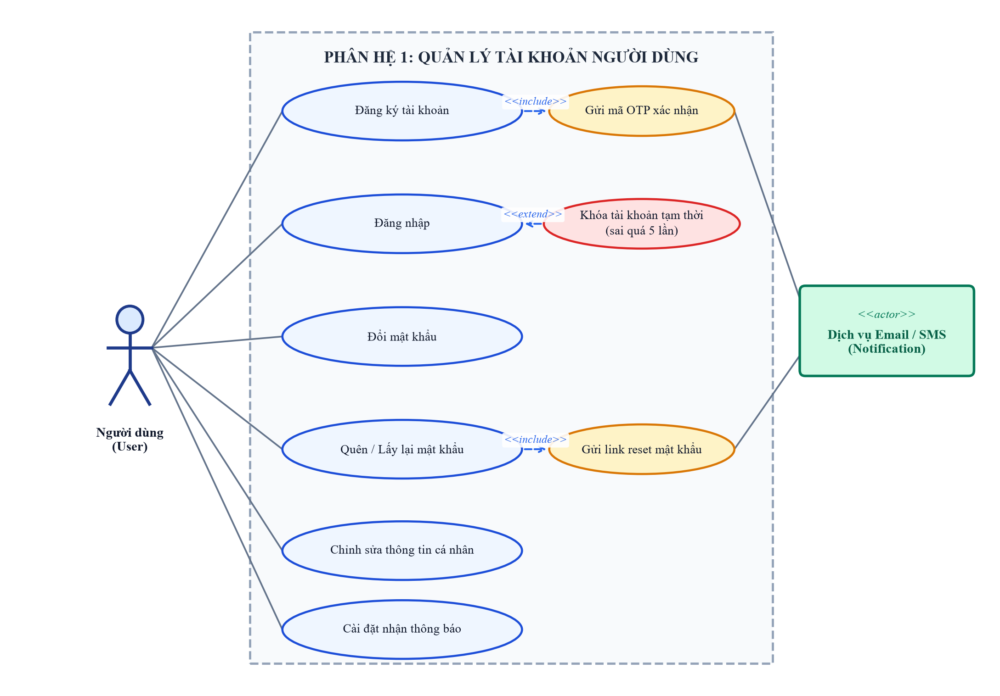 PHÂN HỆ 1: QUẢN LÝ TÀI KHOẢN NGƯỜI DÙNG
Đăng ký tài khoản
<<include>>
Gửi mã OTP xác nhận
Đăng nhập
<<extend>>
Khóa tài khoản tạm thời
(sai quá 5 lần)
Đổi mật khẩu
<<actor>>
Dịch vụ Email / SMS
(Notification)
Người dùng
(User)
Quên / Lấy lại mật khẩu
<<include>>
Gửi link reset mật khẩu
Chỉnh sửa thông tin cá nhân
Cài đặt nhận thông báo